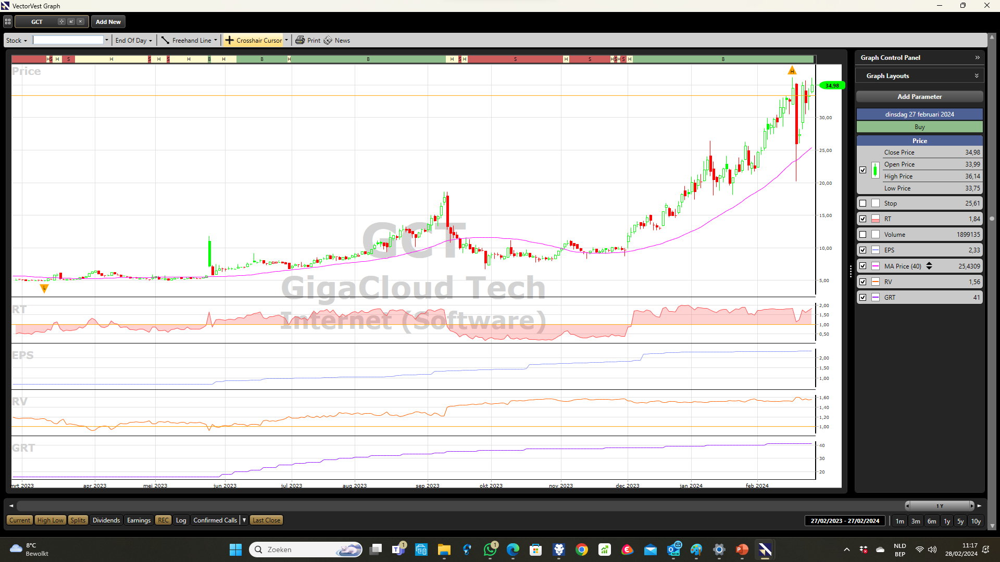 VectorVest Graph
GCT
Add New
Stock
End Of Day
Freehand Line
Crosshair Cursor
Print
News
H S H S H S H S H B H B H B H S H S H S H S H S H B
Price
H
34,98
30,00
25,00
20,00
15,00
10,00
5,00
L
GCT
GigaCloud Tech
Internet (Software)
RT
2,00
1,50
1,00
0,50
EPS
2,00
1,50
1,00
RV
1,60
1,40
1,20
1,00
GRT
40
30
20
mrt 2023 apr 2023 mei 2023 jun 2023 jul 2023 aug 2023 sep 2023 okt 2023 nov 2023 dec 2023 jan 2024 feb 2024
Graph Control Panel
Graph Layouts
Add Parameter
dinsdag 27 februari 2024
Buy
Price
Close Price 34,98
Open Price 33,99
High Price 36,14
Low Price 33,75
Stop 25,61
RT 1,84
Volume 1899135
EPS 2,33
MA Price (40) 25,4309
RV 1,56
GRT 41
1 Y
Current High Low Splits Dividends Earnings REC Log Confirmed Calls Last Close
27/02/2023 - 27/02/2024 1m 3m 6m 1y 5y 10y
8°C
Bewolkt
Zoeken
1
1
NEW
NLD
BEP
11:17
28/02/2024